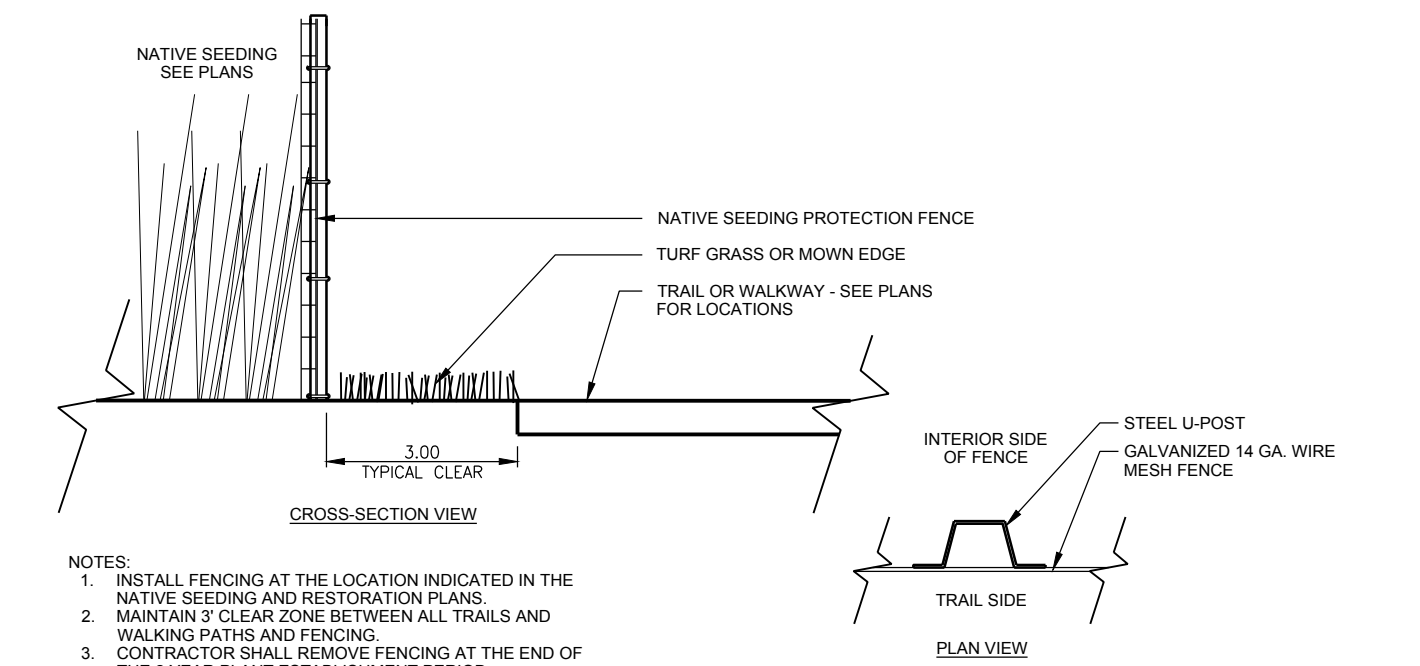 NATIVE SEEDING
SEE PLANS
NATIVE SEEDING PROTECTION FENCE
TURF GRASS OR MOWN EDGE
TRAIL OR WALKWAY - SEE PLANS
FOR LOCATIONS
3.00
TYPICAL CLEAR
CROSS-SECTION VIEW
INTERIOR SIDE
OF FENCE
STEEL U-POST
GALVANIZED 14 GA. WIRE
MESH FENCE
TRAIL SIDE
PLAN VIEW
NOTES:
1. INSTALL FENCING AT THE LOCATION INDICATED IN THE
NATIVE SEEDING AND RESTORATION PLANS.
2. MAINTAIN 3' CLEAR ZONE BETWEEN ALL TRAILS AND
WALKING PATHS AND FENCING.
3. CONTRACTOR SHALL REMOVE FENCING AT THE END OF